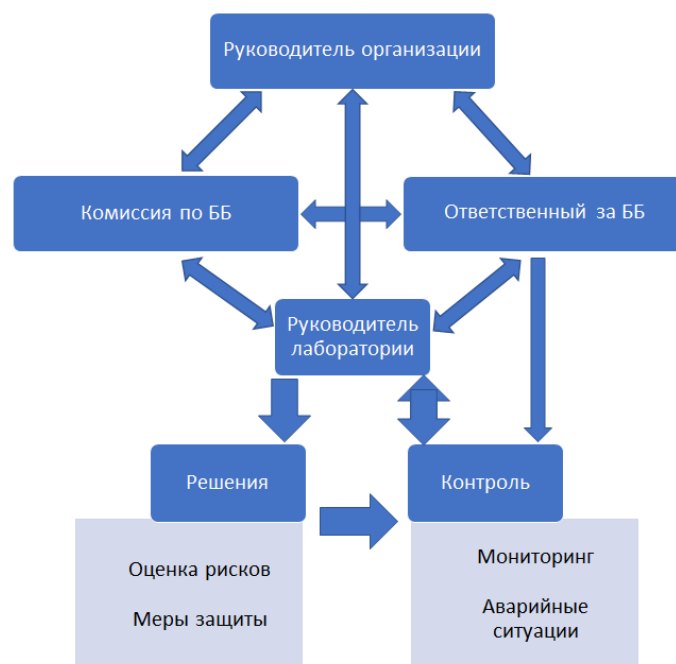 Руководитель организации
Комиссия по ББ
Ответственный за ББ
Руководитель
лаборатории
Решения
Контроль
Оценка рисков
Меры защиты
Мониторинг
Аварийные
ситуации